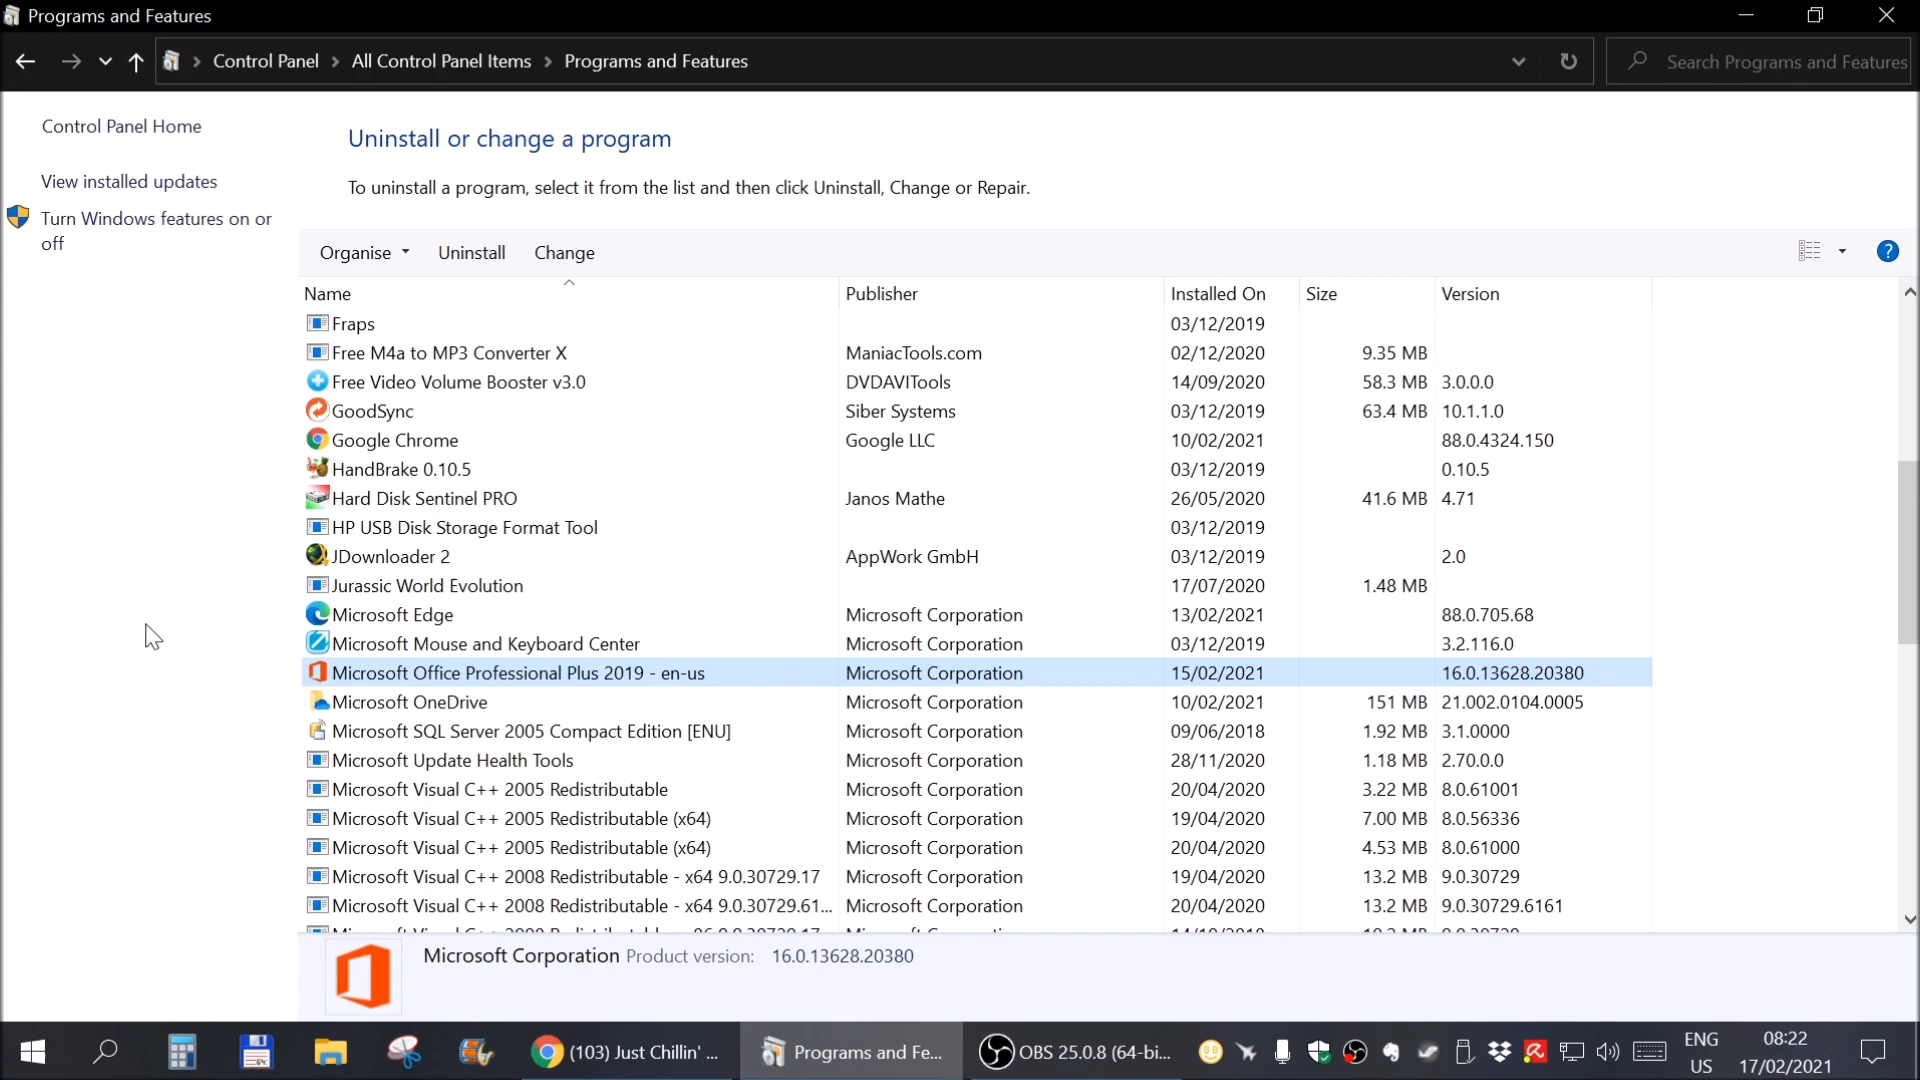 Programs and Features
Control Panel > All Control Panel Items > Programs and Features
Search Programs and Features
Control Panel Home
View installed updates
Turn Windows features on or
off
Uninstall or change a program
To uninstall a program, select it from the list and then click Uninstall, Change or Repair.
Organise Uninstall Change
Name Publisher Installed On Size Version
Fraps 03/12/2019
Free M4a to MP3 Converter X ManiacTools.com 02/12/2020 9.35 MB
Free Video Volume Booster v3.0 DVDAVITools 14/09/2020 58.3 MB 3.0.0.0
GoodSync Siber Systems 03/12/2019 63.4 MB 10.1.1.0
Google Chrome Google LLC 10/02/2021 88.0.4324.150
HandBrake 0.10.5 03/12/2019 0.10.5
Hard Disk Sentinel PRO Janos Mathe 26/05/2020 41.6 MB 4.71
HP USB Disk Storage Format Tool 03/12/2019
JDownloader 2 AppWork GmbH 03/12/2019 2.0
Jurassic World Evolution 17/07/2020 1.48 MB
Microsoft Edge Microsoft Corporation 13/02/2021 88.0.705.68
Microsoft Mouse and Keyboard Center Microsoft Corporation 03/12/2019 3.2.116.0
Microsoft Office Professional Plus 2019 - en-us Microsoft Corporation 15/02/2021 16.0.13628.20380
Microsoft OneDrive Microsoft Corporation 10/02/2021 151 MB 21.002.0104.0005
Microsoft SQL Server 2005 Compact Edition [ENU] Microsoft Corporation 09/06/2018 1.92 MB 3.1.0000
Microsoft Update Health Tools Microsoft Corporation 28/11/2020 1.18 MB 2.70.0.0
Microsoft Visual C++ 2005 Redistributable Microsoft Corporation 20/04/2020 3.22 MB 8.0.61001
Microsoft Visual C++ 2005 Redistributable (x64) Microsoft Corporation 19/04/2020 7.00 MB 8.0.56336
Microsoft Visual C++ 2005 Redistributable (x64) Microsoft Corporation 20/04/2020 4.53 MB 8.0.61000
Microsoft Visual C++ 2008 Redistributable - x64 9.0.30729.17 Microsoft Corporation 19/04/2020 13.2 MB 9.0.30729
Microsoft Visual C++ 2008 Redistributable - x64 9.0.30729.61... Microsoft Corporation 20/04/2020 13.2 MB 9.0.30729.6161
Microsoft Corporation Product version: 16.0.13628.20380
(103) Just Chillin' ... Programs and Fe... OBS 25.0.8 (64-bi...
ENG
US
08:22
17/02/2021